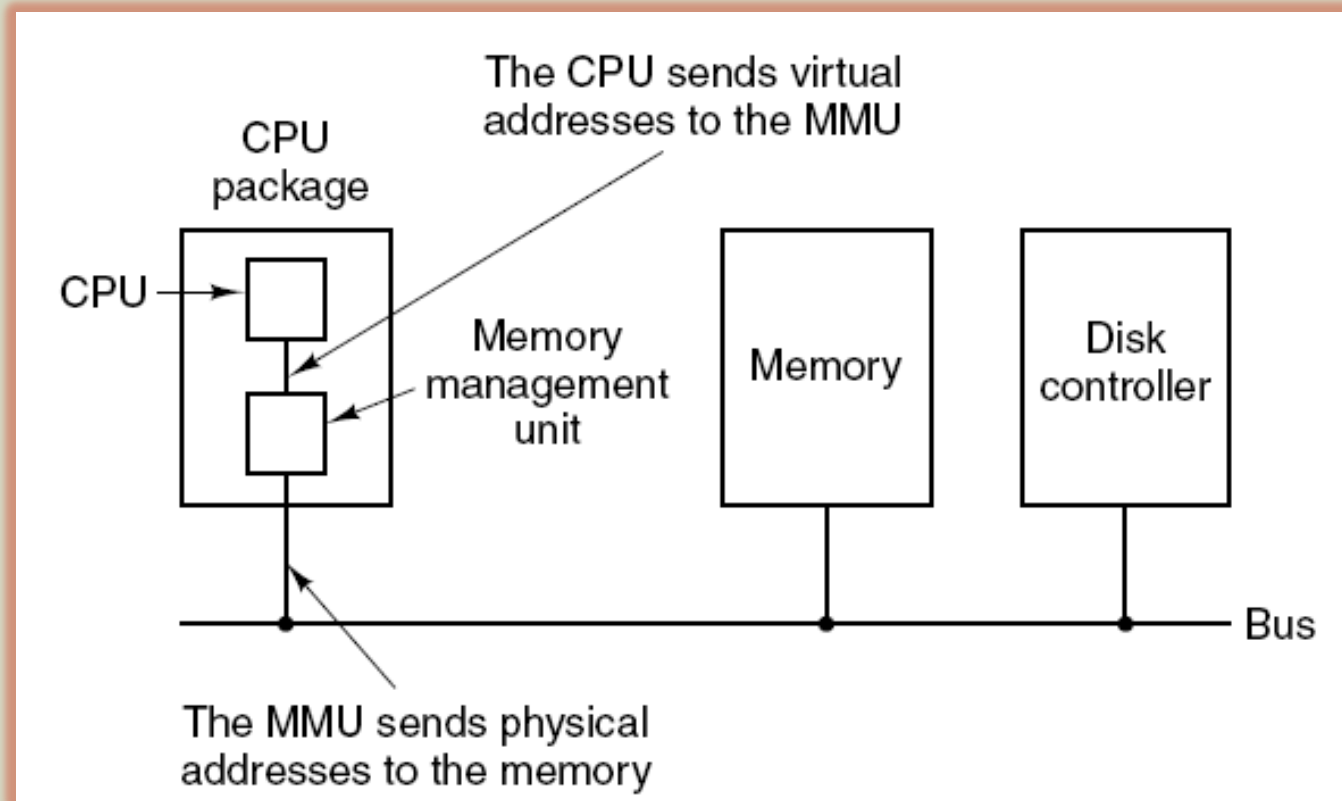 The CPU sends virtual
addresses to the MMU
CPU
package
CPU
Memory
management
unit
Memory
Disk
controller
Bus
The MMU sends physical
addresses to the memory